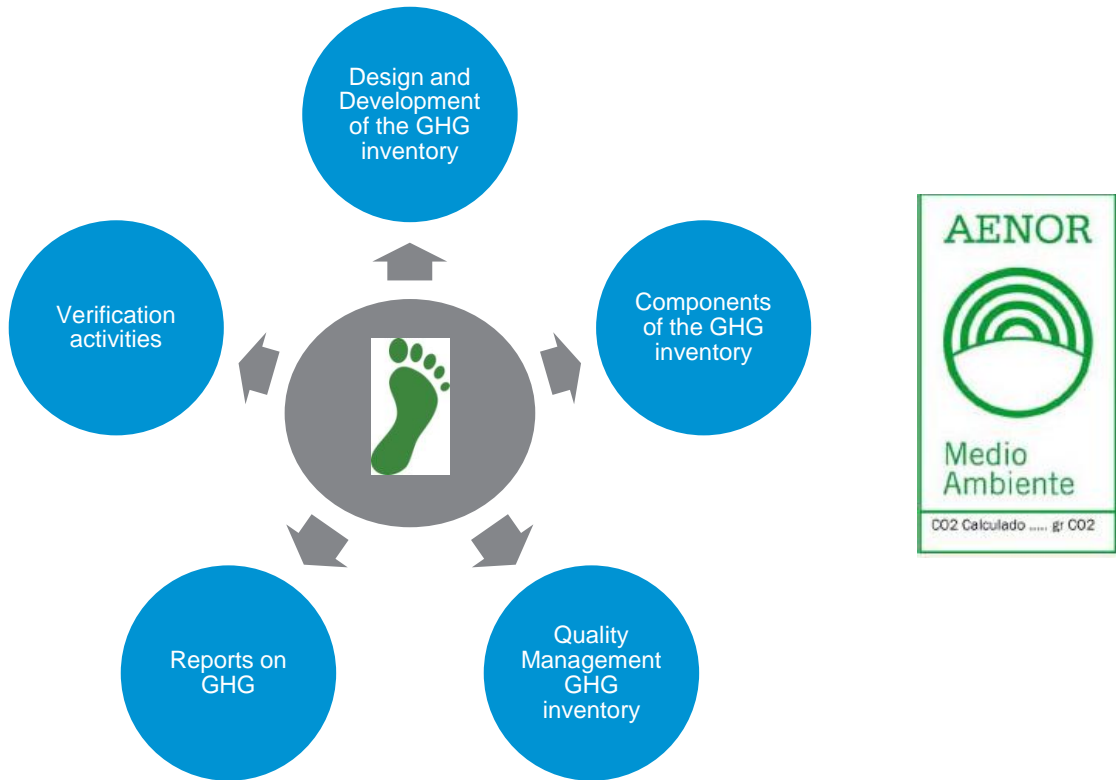 Design and
Development
of the GHG
inventory
Components
of the GHG
inventory
Quality
Management
GHG
inventory
Reports on
GHG
Verification
activities
AENOR
Medio
Ambiente
CO2 Calculado ..... gr CO2